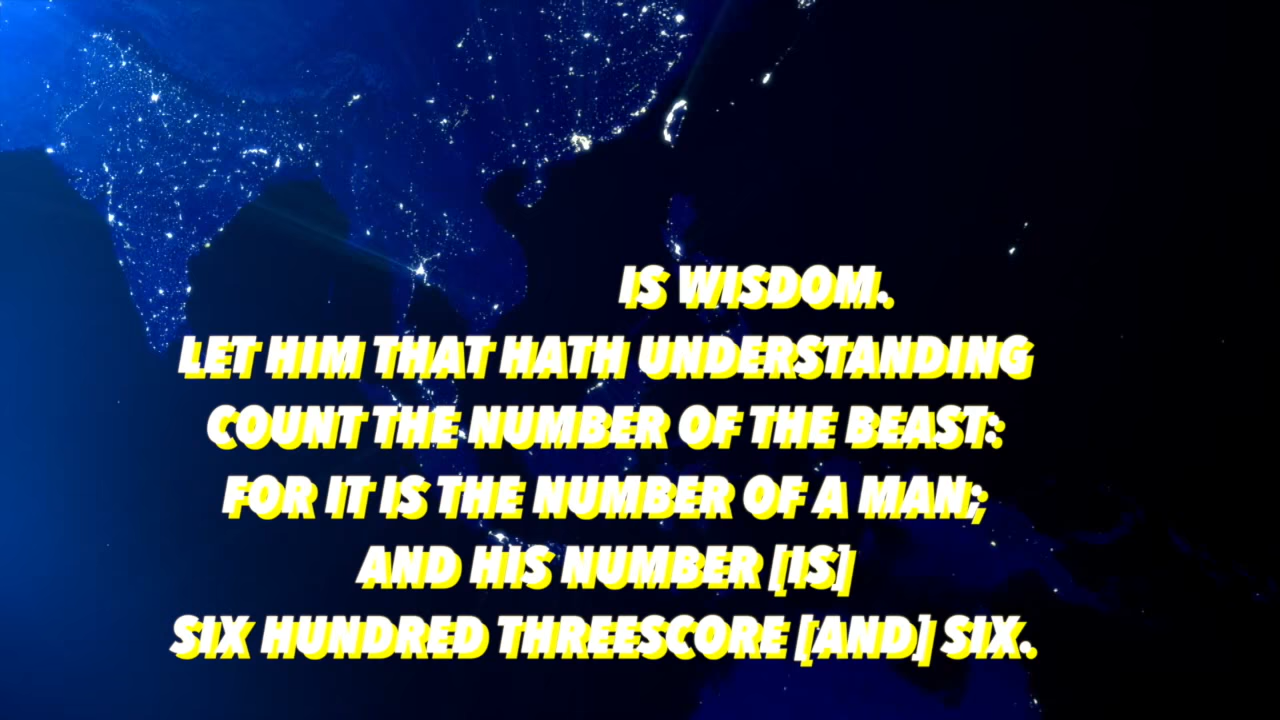 IS WISDOM.
LET HIM THAT HATH UNDERSTANDING
COUNT THE NUMBER OF THE BEAST:
FOR IT IS THE NUMBER OF A MAN;
AND HIS NUMBER [IS]
SIX HUNDRED THREESCORE [AND] SIX.